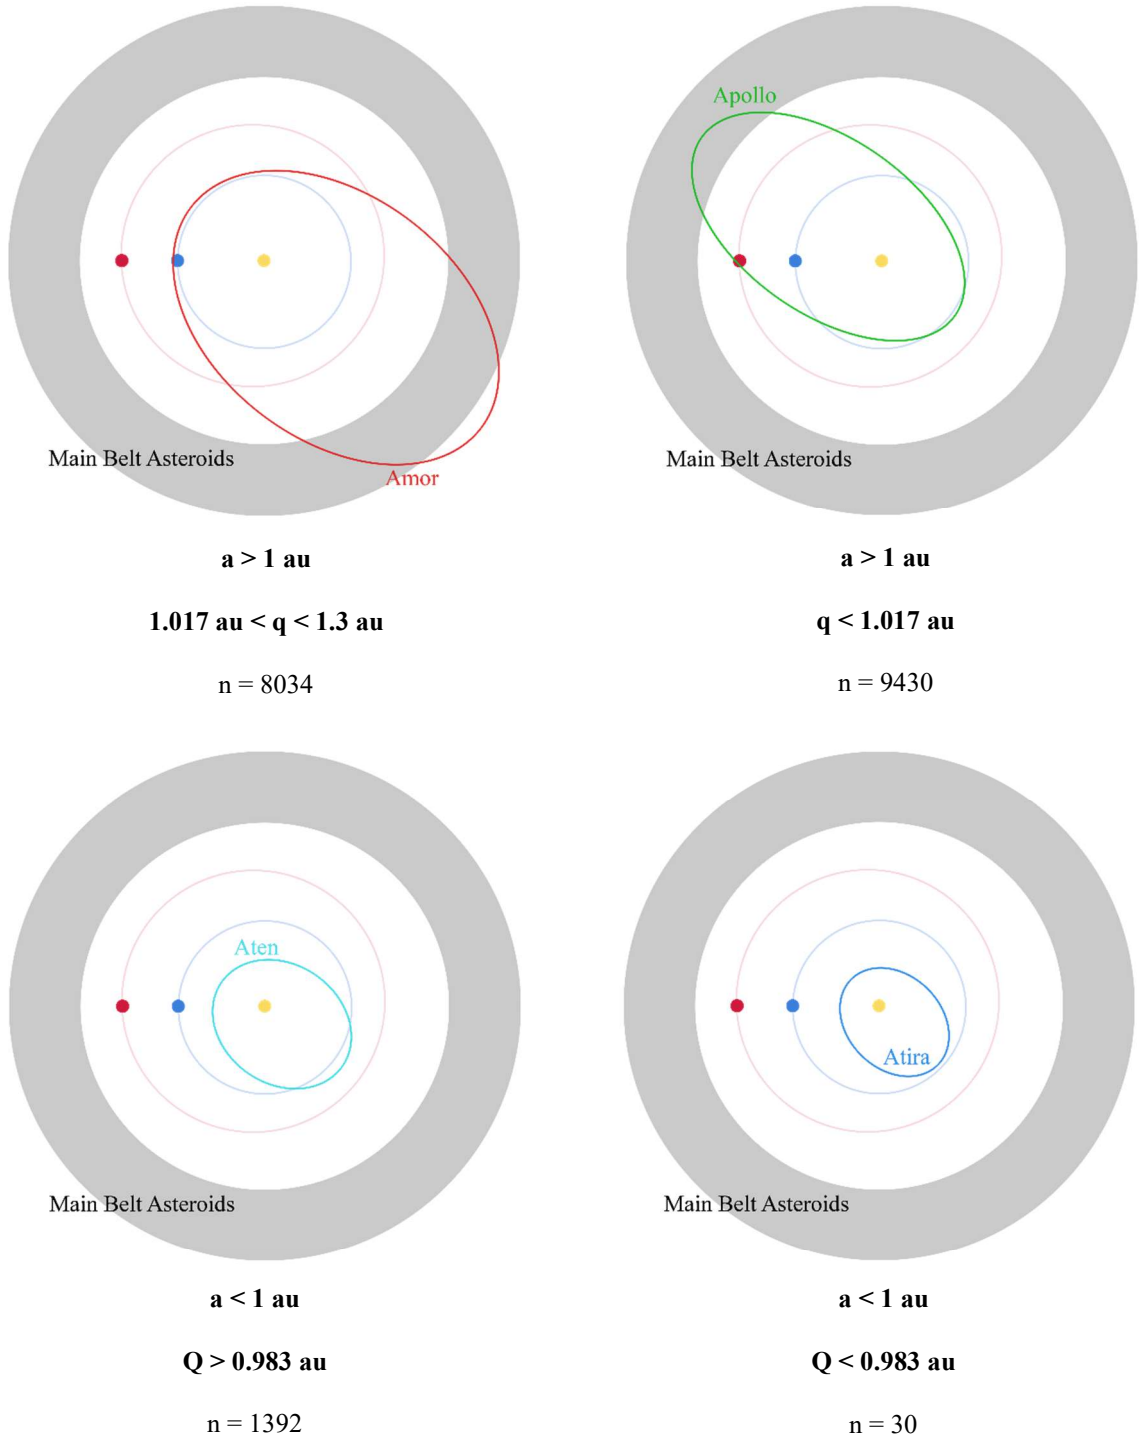 Apollo
Main Belt Asteroids
Amor
Main Belt Asteroids
a > 1 au
1.017 au < q < 1.3 au
n = 8034
a > 1 au
q < 1.017 au
n = 9430
Aten
Main Belt Asteroids
Atira
Main Belt Asteroids
a < 1 au
Q > 0.983 au
n = 1392
a < 1 au
Q < 0.983 au
n = 30